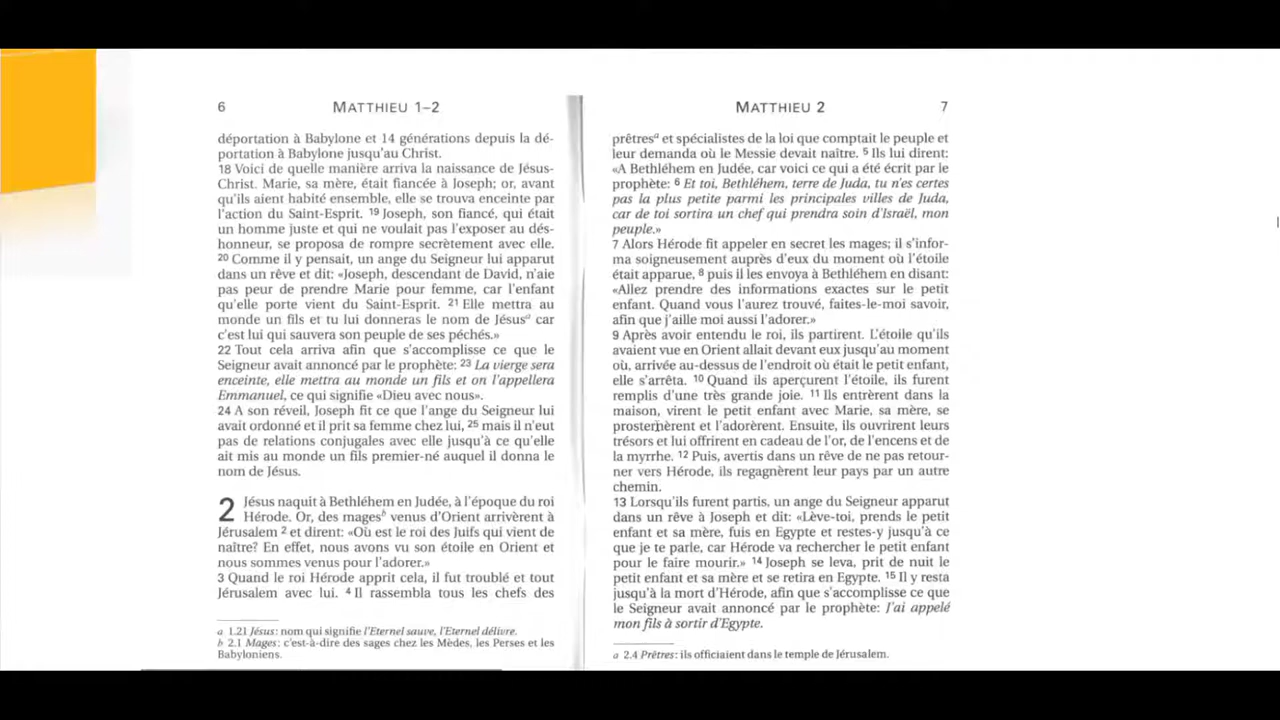 6 MATTHIEU 1–2
déportation à Babylone et 14 générations depuis la dé-
portation à Babylone jusqu'au Christ.
18 Voici de quelle manière arriva la naissance de Jésus-
Christ. Marie, sa mère, était fiancée à Joseph; or, avant
qu'ils aient habité ensemble, elle se trouva enceinte par
l'action du Saint-Esprit. 19 Joseph, son fiancé, qui était
un homme juste et qui ne voulait pas l'exposer au dés-
honneur, se proposa de rompre secrètement avec elle.
20 Comme il y pensait, un ange du Seigneur lui apparut
dans un rêve et dit: «Joseph, descendant de David, n'aie
pas peur de prendre Marie pour femme, car l'enfant
qu'elle porte vient du Saint-Esprit. 21 Elle mettra au
monde un fils et tu lui donneras le nom de Jésusa car
c'est lui qui sauvera son peuple de ses péchés.»
22 Tout cela arriva afin que s'accomplisse ce que le
Seigneur avait annoncé par le prophète: 23 La vierge sera
enceinte, elle mettra au monde un fils et on l'appellera
Emmanuel, ce qui signifie «Dieu avec nous».
24 A son réveil, Joseph fit ce que l'ange du Seigneur lui
avait ordonné et il prit sa femme chez lui, 25 mais il n'eut
pas de relations conjugales avec elle jusqu'à ce qu'elle
ait mis au monde un fils premier-né auquel il donna le
nom de Jésus.
2 Jésus naquit à Bethléhem en Judée, à l'époque du roi
Hérode. Or, des magesb venus d'Orient arrivèrent à
Jérusalem 2 et dirent: «Où est le roi des Juifs qui vient de
naître? En effet, nous avons vu son étoile en Orient et
nous sommes venus pour l'adorer.»
3 Quand le roi Hérode apprit cela, il fut troublé et tout
Jérusalem avec lui. 4 Il rassembla tous les chefs des
a 1.21 Jésus: nom qui signifie l'Eternel sauve, l'Eternel délivre.
b 2.1 Mages: c'est-à-dire des sages chez les Mèdes, les Perses et les
Babyloniens.
MATTHIEU 2 7
prêtresa et spécialistes de la loi que comptait le peuple et
leur demanda où le Messie devait naître. 5 Ils lui dirent:
«A Bethléhem en Judée, car voici ce qui a été écrit par le
prophète: 6 Et toi, Bethléhem, terre de Juda, tu n'es certes
pas la plus petite parmi les principales villes de Juda,
car de toi sortira un chef qui prendra soin d'Israël, mon
peuple.»
7 Alors Hérode fit appeler en secret les mages; il s'infor-
ma soigneusement auprès d'eux du moment où l'étoile
était apparue, 8 puis il les envoya à Bethléhem en disant:
«Allez prendre des informations exactes sur le petit
enfant. Quand vous l'aurez trouvé, faites-le-moi savoir,
afin que j'aille moi aussi l'adorer.»
9 Après avoir entendu le roi, ils partirent. L'étoile qu'ils
avaient vue en Orient allait devant eux jusqu'au moment
où, arrivée au-dessus de l'endroit où était le petit enfant,
elle s'arrêta. 10 Quand ils aperçurent l'étoile, ils furent
remplis d'une très grande joie. 11 Ils entrèrent dans la
maison, virent le petit enfant avec Marie, sa mère, se
prosternèrent et l'adorèrent. Ensuite, ils ouvrirent leurs
trésors et lui offrirent en cadeau de l'or, de l'encens et de
la myrrhe. 12 Puis, avertis dans un rêve de ne pas retour-
ner vers Hérode, ils regagnèrent leur pays par un autre
chemin.
13 Lorsqu'ils furent partis, un ange du Seigneur apparut
dans un rêve à Joseph et dit: «Lève-toi, prends le petit
enfant et sa mère, fuis en Egypte et restes-y jusqu'à ce
que je te parle, car Hérode va rechercher le petit enfant
pour le faire mourir.» 14 Joseph se leva, prit de nuit le
petit enfant et sa mère et se retira en Egypte. 15 Il y resta
jusqu'à la mort d'Hérode, afin que s'accomplisse ce que
le Seigneur avait annoncé par le prophète: J'ai appelé
mon fils à sortir d'Egypte.
a 2.4 Prêtres: ils officiaient dans le temple de Jérusalem.